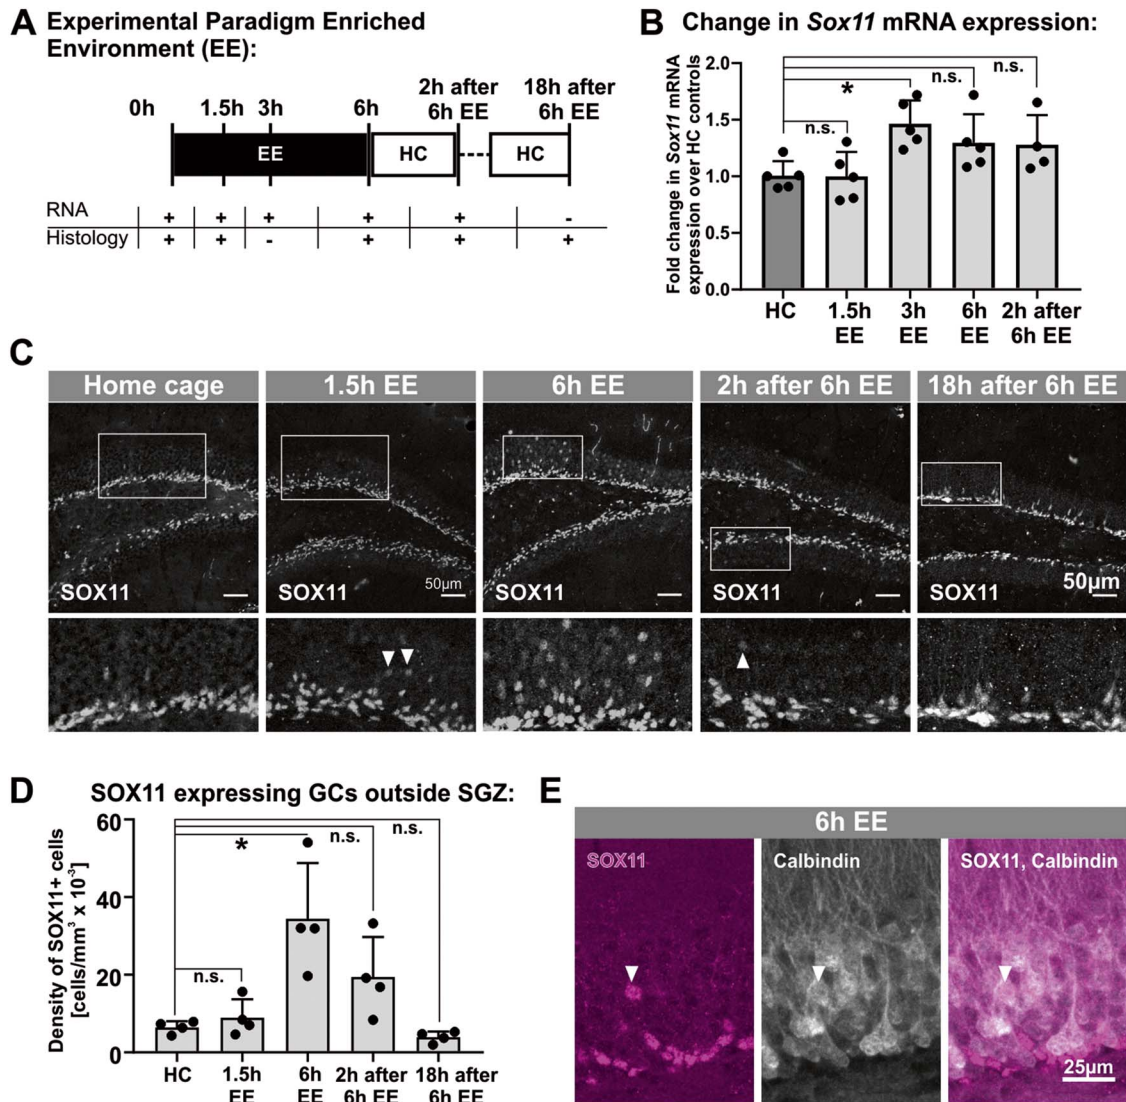 A Experimental Paradigm Enriched
Environment (EE):
0h 1.5h 3h 6h 2h after
6h EE 18h after
6h EE
EE HC HC
RNA + + + + + -
Histology + + - + + +
B Change in Sox11 mRNA expression:
Fold change in Sox11 mRNA
expression over HC controls
2.0
1.5
1.0
0.5
0.0
n.s.
n.s.
*
n.s.
HC 1.5h
EE 3h
EE 6h
EE 2h after
6h EE
C
Home cage 1.5h EE 6h EE 2h after 6h EE 18h after 6h EE
50µm 50µm
SOX11 SOX11 SOX11 SOX11 SOX11
D SOX11 expressing GCs outside SGZ:
Density of SOX11+ cells
[cells/mm³ x 10⁻³]
60
40
20
0
n.s.
n.s.
*
n.s.
HC 1.5h
EE 6h
EE 2h after
6h EE 18h after
6h EE
E
6h EE
SOX11 Calbindin SOX11, Calbindin
25µm